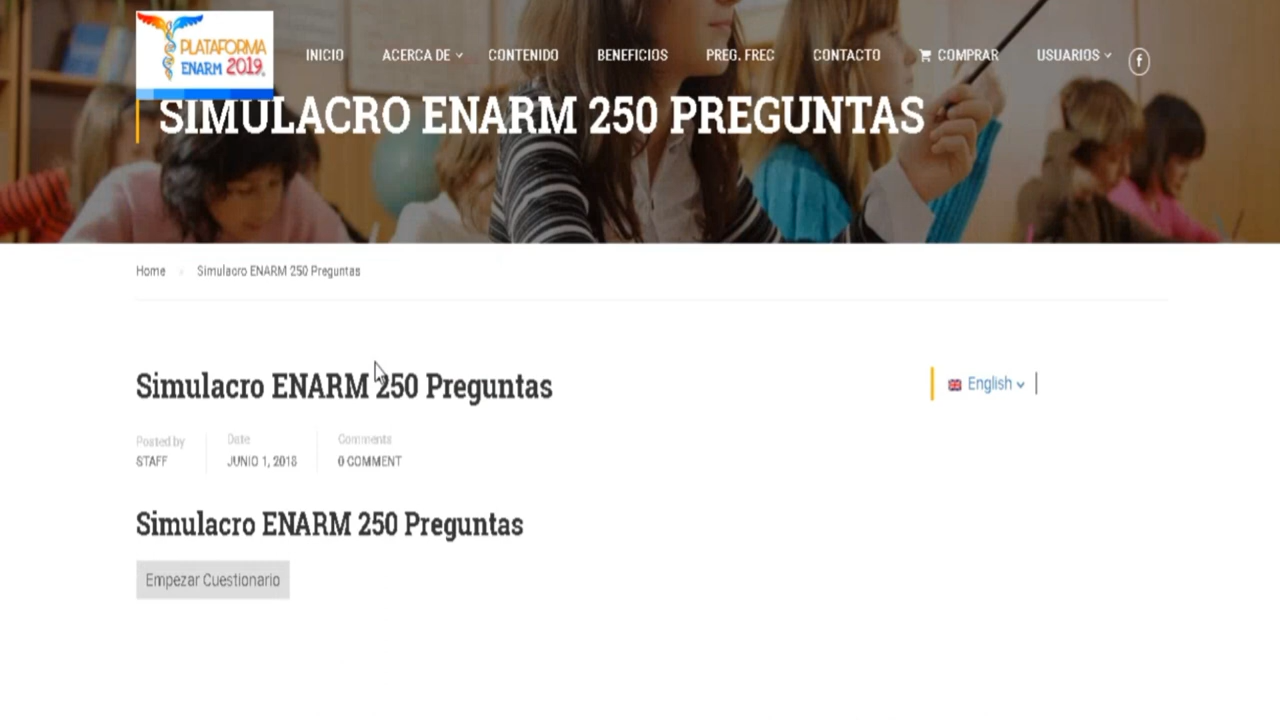 PLATAFORMA
ENARM 2019
INICIO
ACERCA DE
CONTENIDO
BENEFICIOS
PREG. FREC
CONTACTO
COMPRAR
USUARIOS
f
SIMULACRO ENARM 250 PREGUNTAS
Home
Simulacro ENARM 250 Preguntas
Simulacro ENARM 250 Preguntas
English
Posted by
STAFF
Date
JUNIO 1, 2018
Comments
0 COMMENT
Simulacro ENARM 250 Preguntas
Empezar Cuestionario